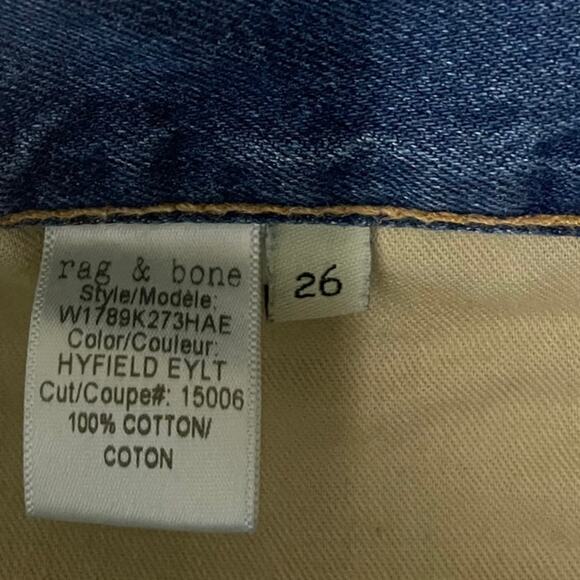 rag & bone
Style/Modèle:
W1789K273HAE
Color/Couleur:
HYFIELD EYLT
Cut/Coupe#: 15006
100% COTTON/
COTON
26